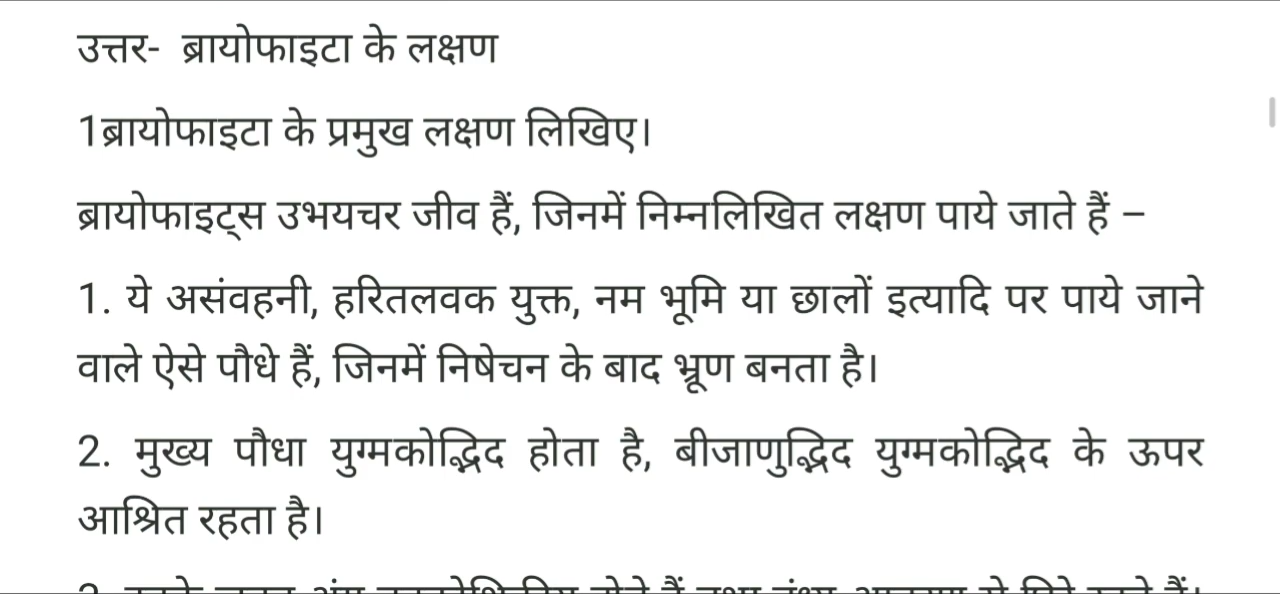 उत्तर- ब्रायोफाइटा के लक्षण
1ब्रायोफाइटा के प्रमुख लक्षण लिखिए।
ब्रायोफाइट्स उभयचर जीव हैं, जिनमें निम्नलिखित लक्षण पाये जाते हैं –
1. ये असंवहनी, हरितलवक युक्त, नम भूमि या छालों इत्यादि पर पाये जाने
वाले ऐसे पौधे हैं, जिनमें निषेचन के बाद भ्रूण बनता है।
2. मुख्य पौधा युग्मकोद्भिद होता है, बीजाणुद्भिद युग्मकोद्भिद के ऊपर
आश्रित रहता है।